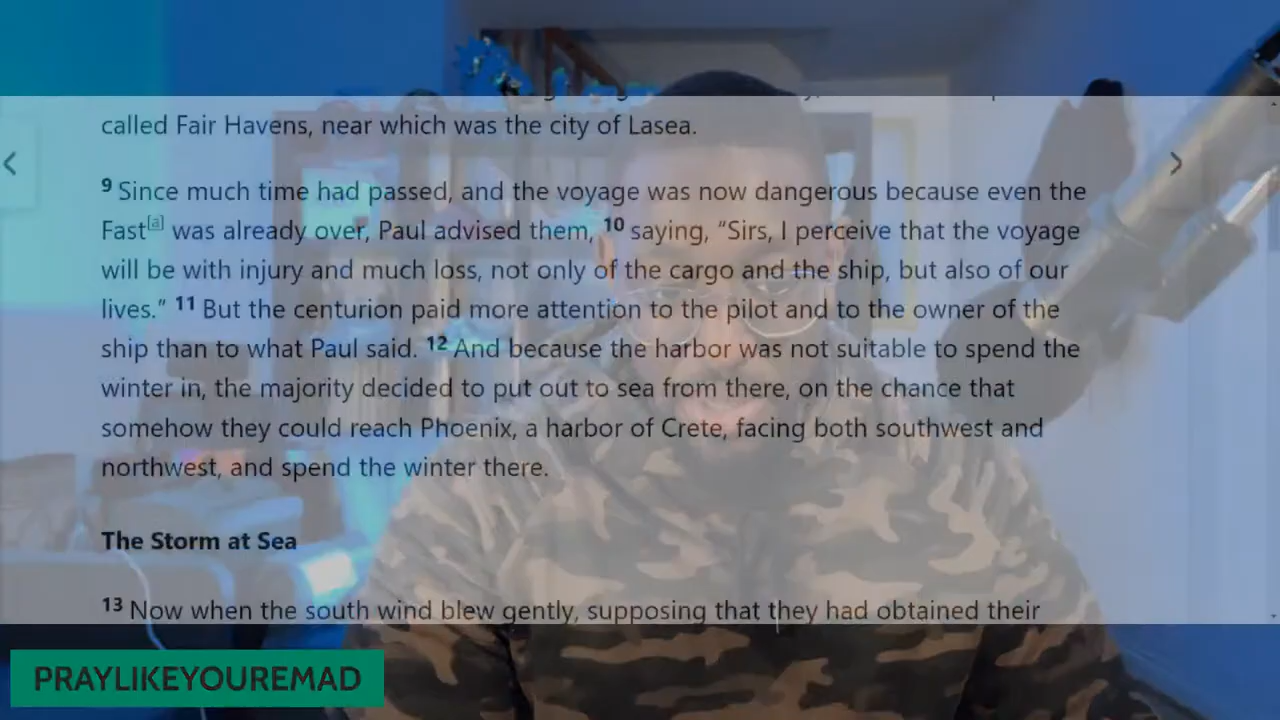 called Fair Havens, near which was the city of Lasea.
9 Since much time had passed, and the voyage was now dangerous because even the
Fast[a] was already over, Paul advised them, 10 saying, “Sirs, I perceive that the voyage
will be with injury and much loss, not only of the cargo and the ship, but also of our
lives.” 11 But the centurion paid more attention to the pilot and to the owner of the
ship than to what Paul said. 12 And because the harbor was not suitable to spend the
winter in, the majority decided to put out to sea from there, on the chance that
somehow they could reach Phoenix, a harbor of Crete, facing both southwest and
northwest, and spend the winter there.
The Storm at Sea
13 Now when the south wind blew gently, supposing that they had obtained their
PRAYLIKEYOUREMAD